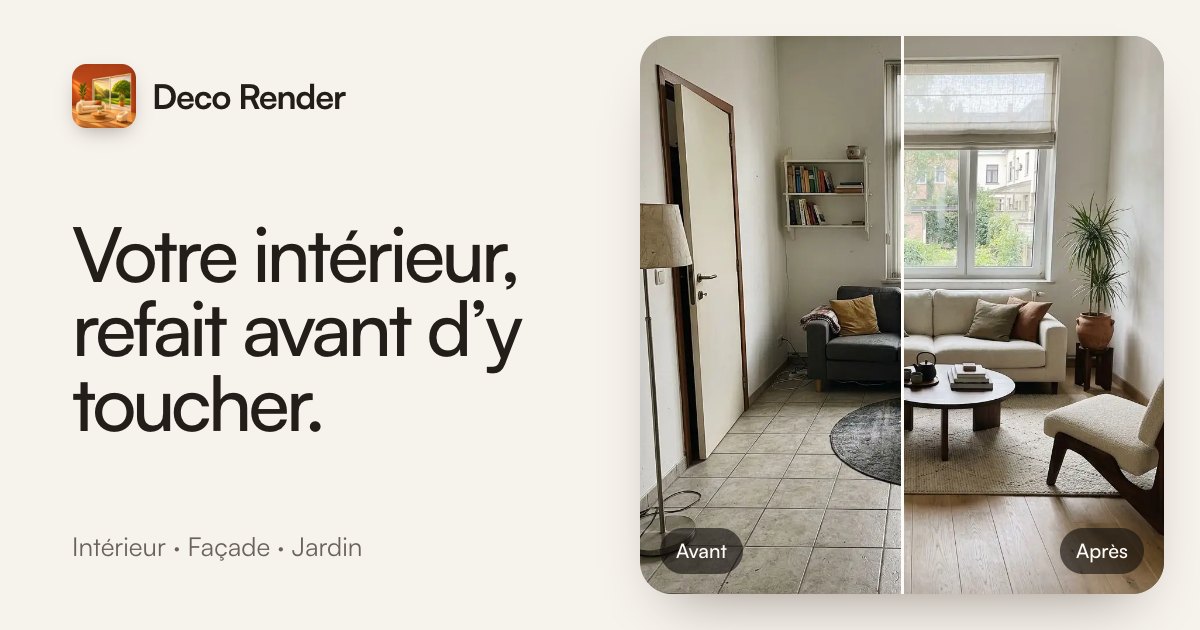 Deco Render
Votre intérieur,
refait avant d’y
toucher.
Intérieur · Façade · Jardin
Avant
Après